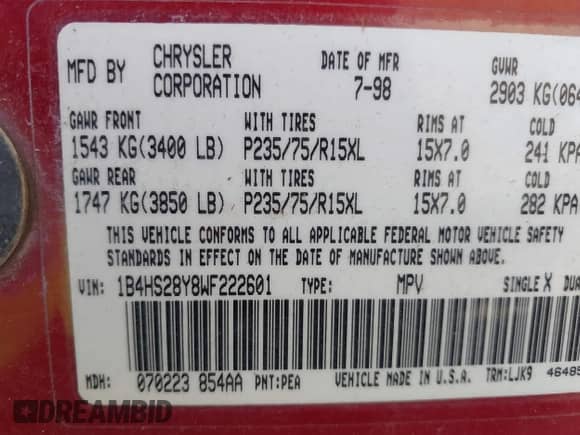 MFD BY CHRYSLER CORPORATION DATE OF MFR 7-98 GVWR 2903 KG(064
GAWR FRONT WITH TIRES RIMS AT COLD
1543 KG(3400 LB) P235/75/R15XL 15X7.0 241 KPA
GAWR REAR WITH TIRES RIMS AT COLD
1747 KG(3850 LB) P235/75/R15XL 15X7.0 282 KPA
THIS VEHICLE CONFORMS TO ALL APPLICABLE FEDERAL MOTOR VEHICLE SAFETY
STANDARDS IN EFFECT ON THE DATE OF MANUFACTURE SHOWN ABOVE.
VIN: 1B4HS28Y8WF222601 TYPE: MPV SINGLE X DUA
MDH: 070223 854AA PNT:PEA VEHICLE MADE IN U.S.A. TRM:LJK9 46485
DREAMBID